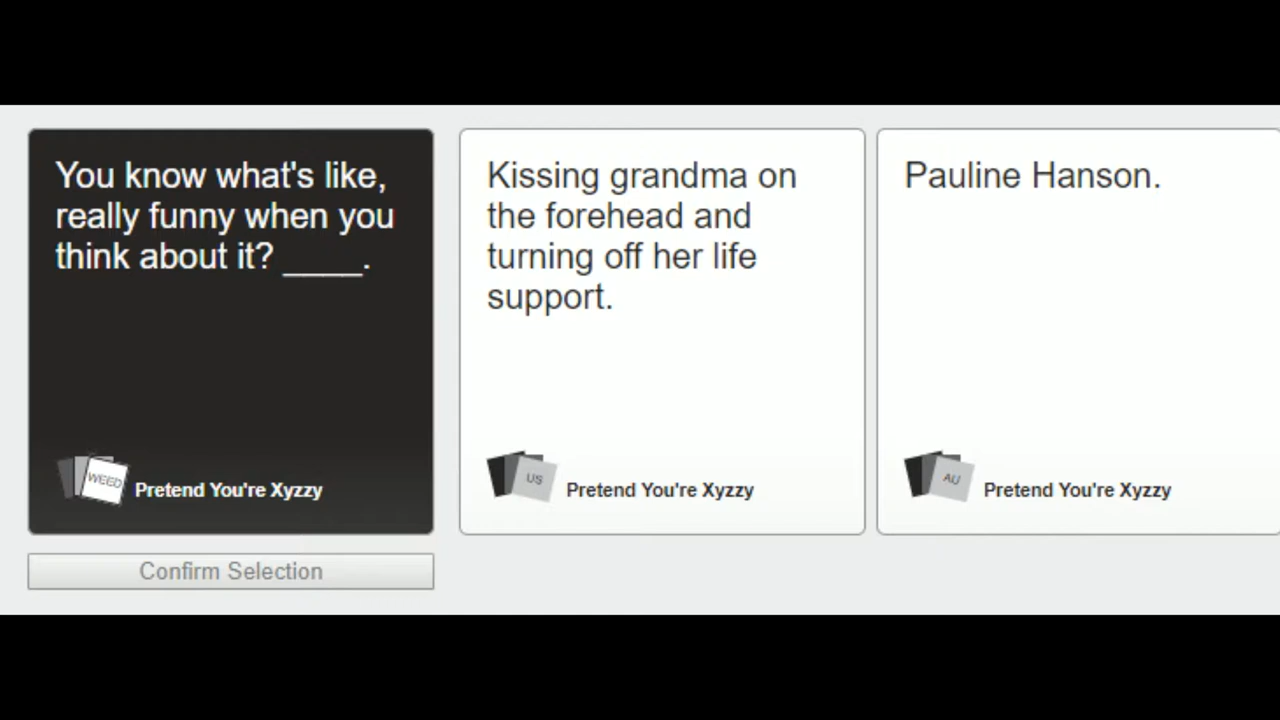 You know what's like,
really funny when you
think about it? ____.
WEED
Pretend You're Xyzzy
Confirm Selection
Kissing grandma on
the forehead and
turning off her life
support.
US
Pretend You're Xyzzy
Pauline Hanson.
AU
Pretend You're Xyzzy